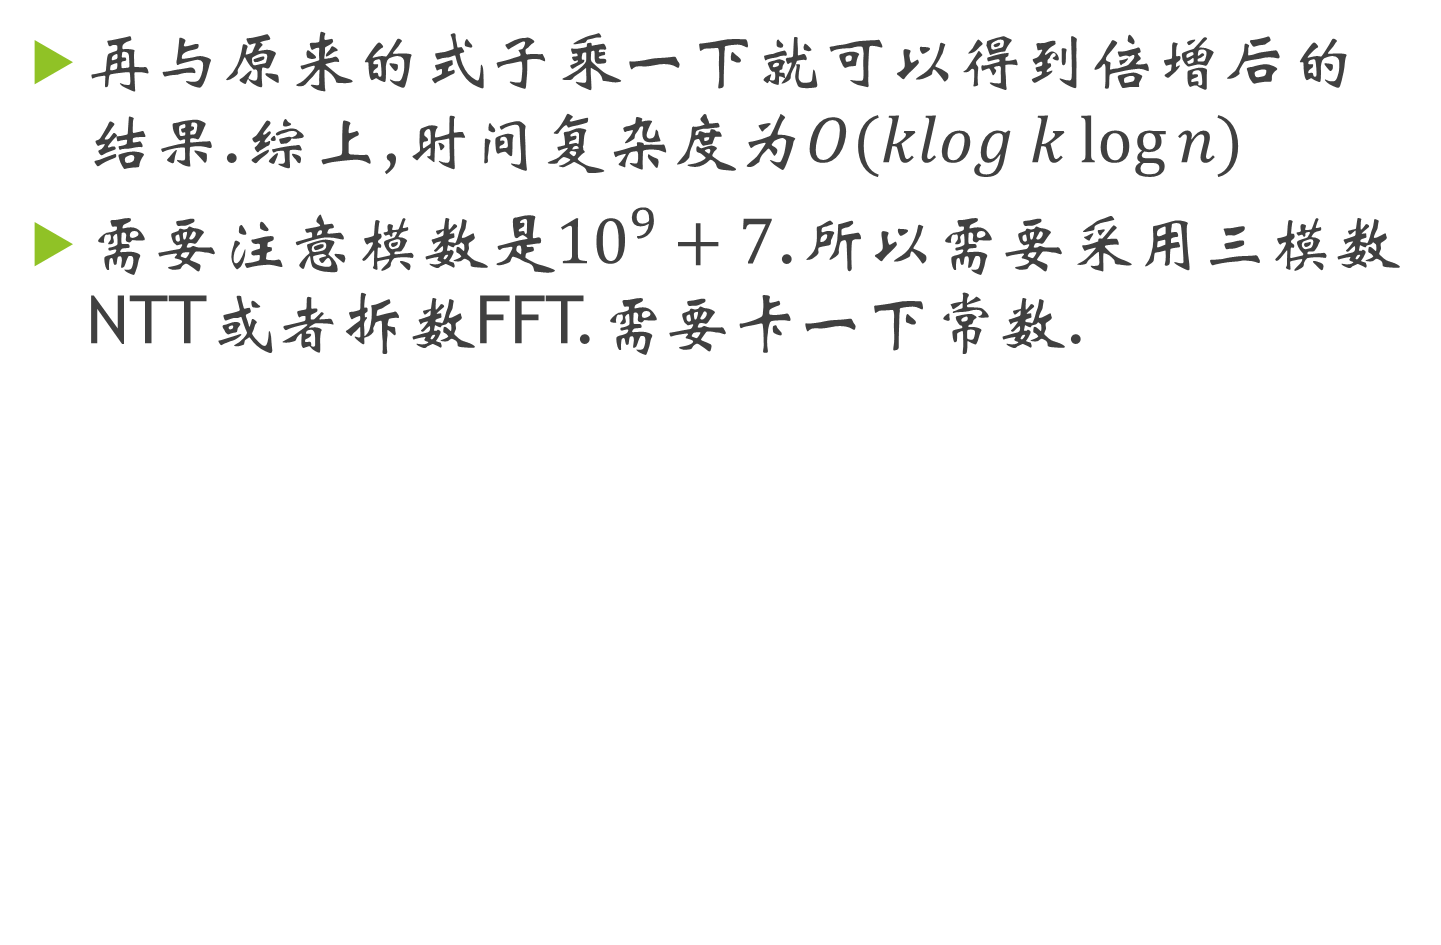 再与原来的式子乘一下就可以得到倍增后的
结果.综上,时间复杂度为O(klog k log n)
需要注意模数是10⁹ + 7.所以需要采用三模数
NTT或者拆数FFT.需要卡一下常数.